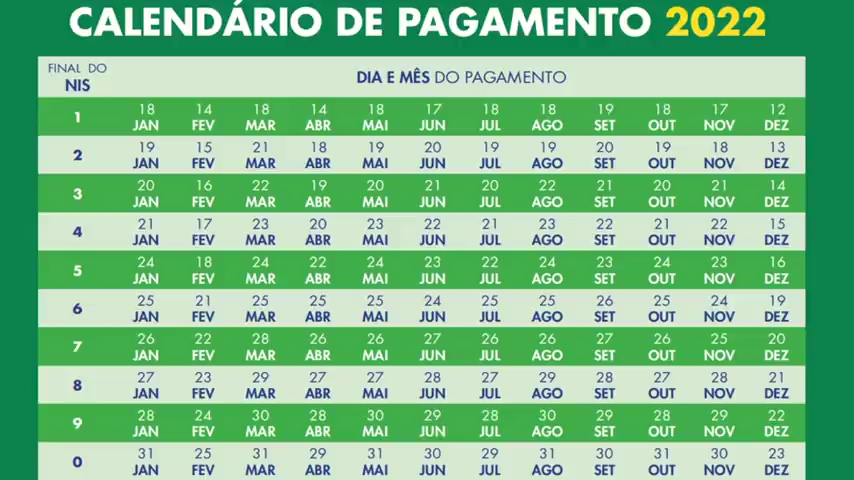 CALENDÁRIO DE PAGAMENTO 2022
FINAL DO NIS DIA E MÊS DO PAGAMENTO
1 18 JAN 14 FEV 18 MAR 14 ABR 18 MAI 17 JUN 18 JUL 18 AGO 19 SET 18 OUT 17 NOV 12 DEZ
2 19 JAN 15 FEV 21 MAR 18 ABR 19 MAI 20 JUN 19 JUL 19 AGO 20 SET 19 OUT 18 NOV 13 DEZ
3 20 JAN 16 FEV 22 MAR 19 ABR 20 MAI 21 JUN 20 JUL 22 AGO 21 SET 20 OUT 21 NOV 14 DEZ
4 21 JAN 17 FEV 23 MAR 20 ABR 23 MAI 22 JUN 21 JUL 23 AGO 22 SET 21 OUT 22 NOV 15 DEZ
5 24 JAN 18 FEV 24 MAR 22 ABR 24 MAI 23 JUN 22 JUL 24 AGO 23 SET 24 OUT 23 NOV 16 DEZ
6 25 JAN 21 FEV 25 MAR 25 ABR 25 MAI 24 JUN 25 JUL 25 AGO 26 SET 25 OUT 24 NOV 19 DEZ
7 26 JAN 22 FEV 28 MAR 26 ABR 26 MAI 27 JUN 26 JUL 26 AGO 27 SET 26 OUT 25 NOV 20 DEZ
8 27 JAN 23 FEV 29 MAR 27 ABR 27 MAI 28 JUN 27 JUL 29 AGO 28 SET 27 OUT 28 NOV 21 DEZ
9 28 JAN 24 FEV 30 MAR 28 ABR 30 MAI 29 JUN 28 JUL 30 AGO 29 SET 28 OUT 29 NOV 22 DEZ
0 31 JAN 25 FEV 31 MAR 29 ABR 31 MAI 30 JUN 29 JUL 31 AGO 30 SET 31 OUT 30 NOV 23 DEZ